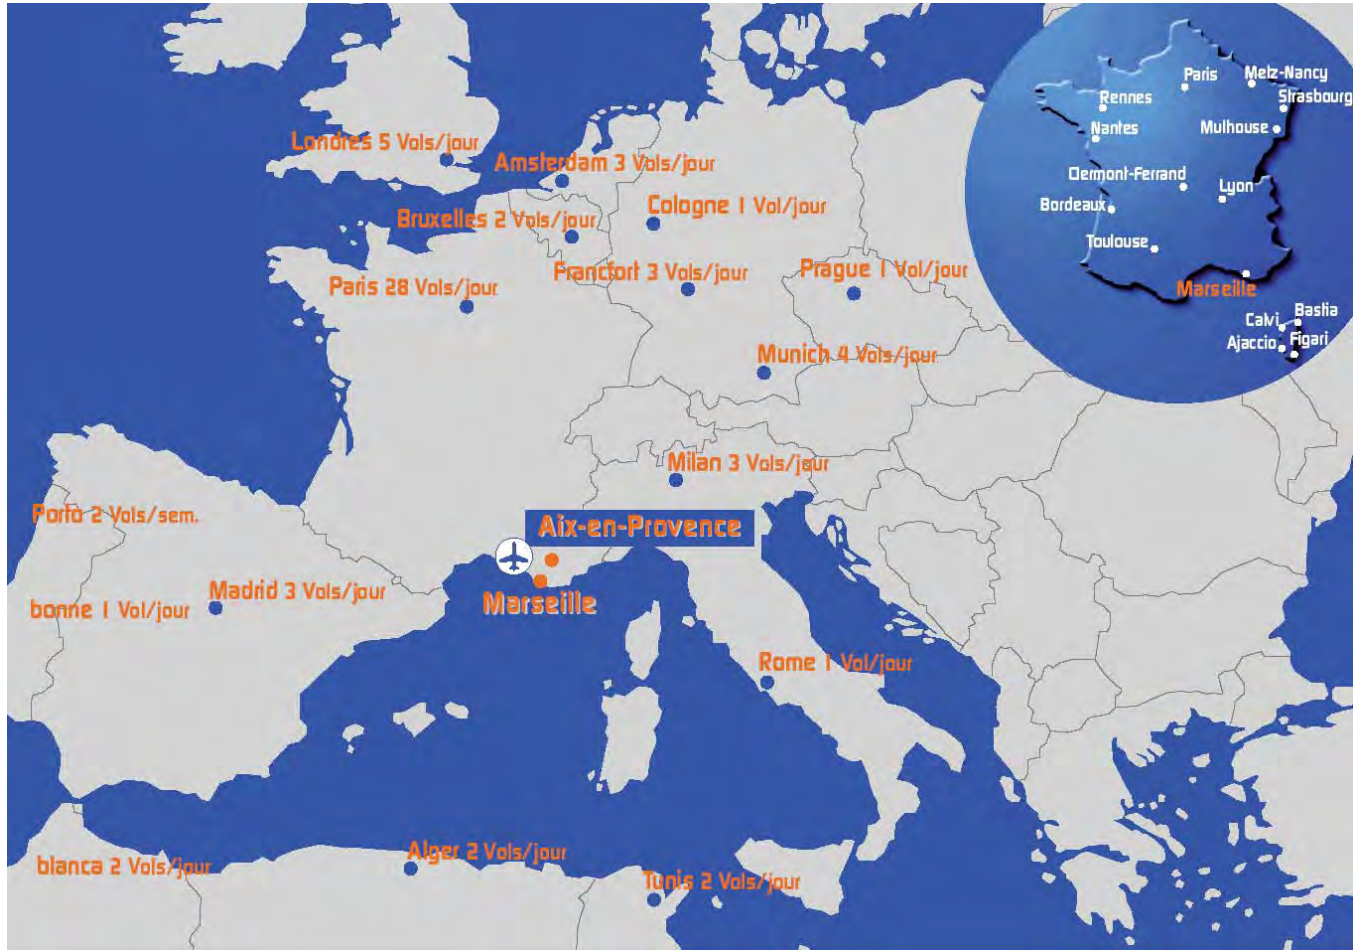 Paris
Metz-Nancy
Rennes
Strasbourg
Nantes
Mulhouse
Clermont-Ferrand
Lyon
Bordeaux
Toulouse
Marseille
Calvi
Bastia
Ajaccio
Figari
Londres 5 Vols/jour
Amsterdam 3 Vols/jour
Bruxelles 2 Vols/jour
Cologne 1 Vol/jour
Paris 28 Vols/jour
Francfort 3 Vols/jour
Prague 1 Vol/jour
Munich 4 Vols/jour
Milan 3 Vols/jour
Porto 2 Vols/sem.
Aix-en-Provence
Marseille
Madrid 3 Vols/jour
bonne 1 Vol/jour
Rome 1 Vol/jour
blanca 2 Vols/jour
Alger 2 Vols/jour
Tunis 2 Vols/jour